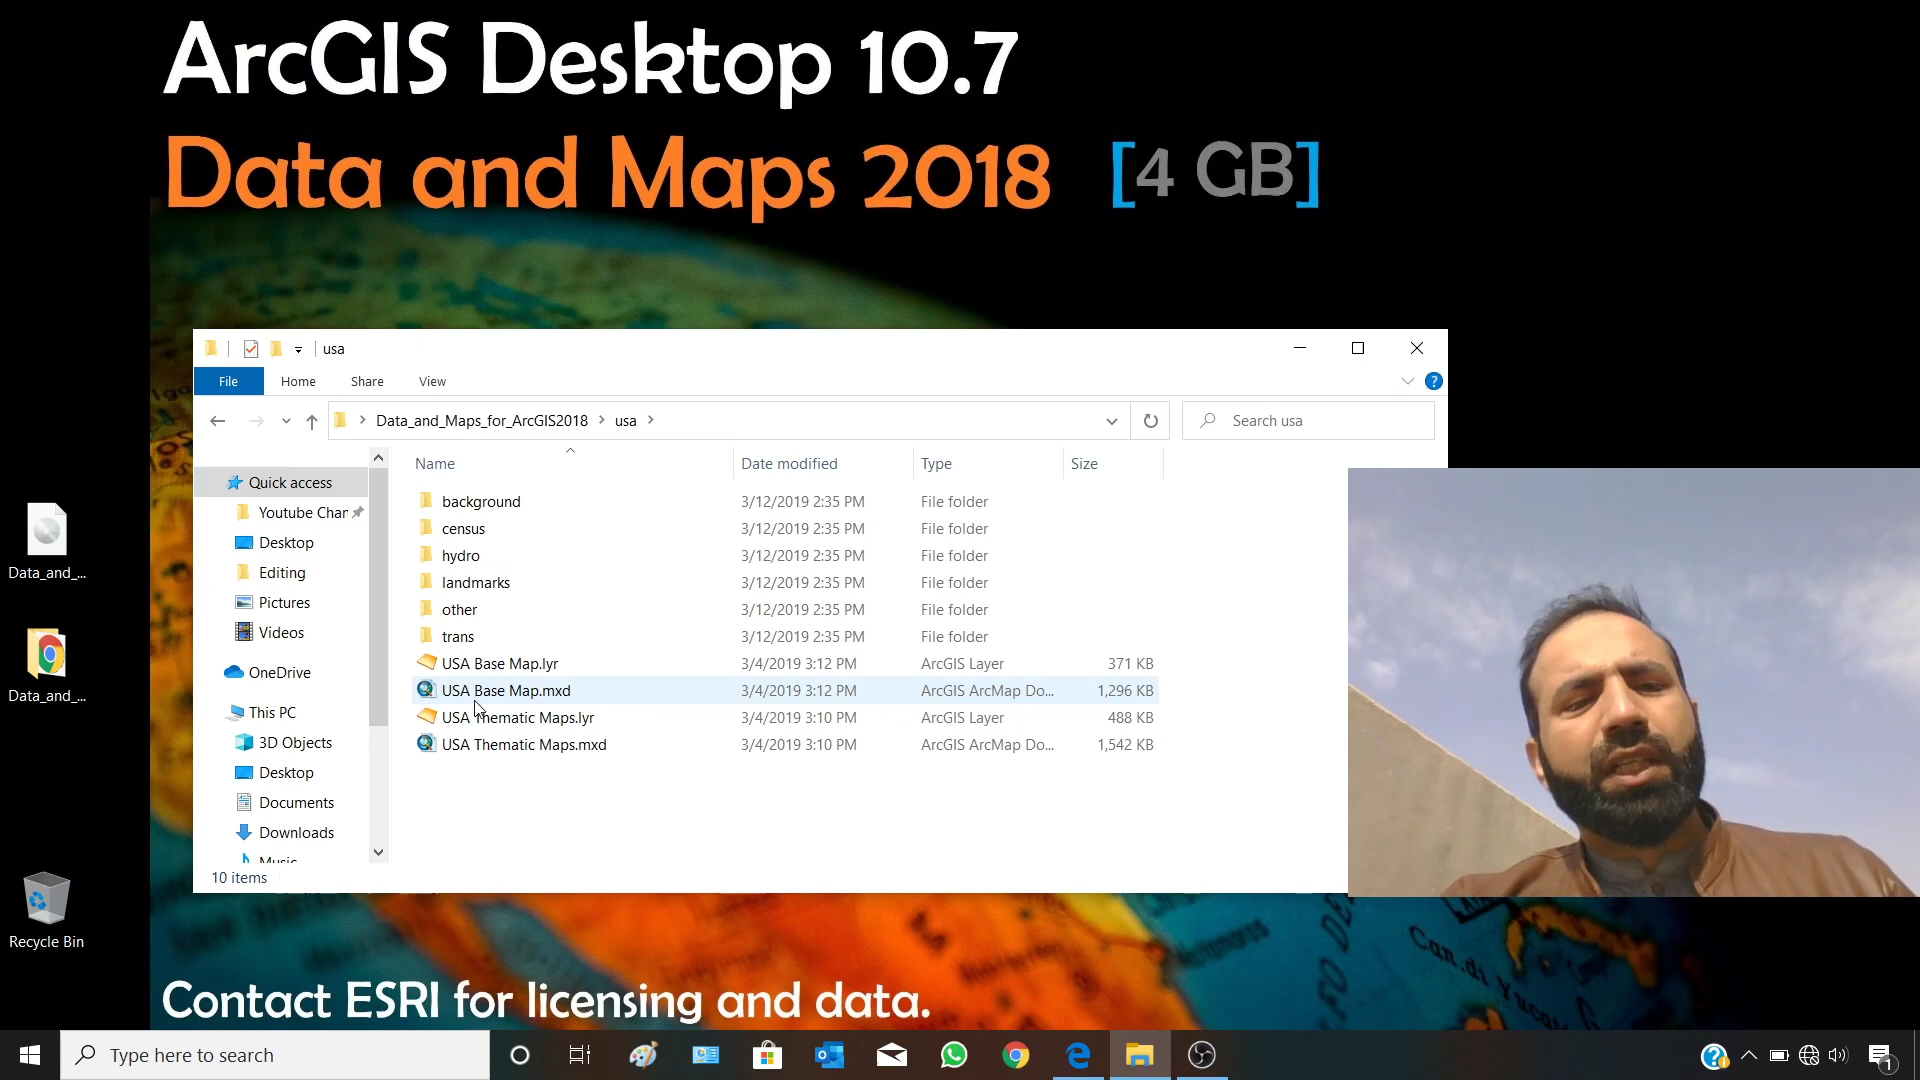 ArcGIS Desktop 10.7
Data and Maps 2018 [4 GB]
usa
File Home Share View
Data_and_Maps_for_ArcGIS2018 usa
Search usa
Name Date modified Type Size
Quick access
Youtube Char
Desktop
Editing
Pictures
Videos
OneDrive
This PC
3D Objects
Desktop
Documents
Downloads
Music
background 3/12/2019 2:35 PM File folder
census 3/12/2019 2:35 PM File folder
hydro 3/12/2019 2:35 PM File folder
landmarks 3/12/2019 2:35 PM File folder
other 3/12/2019 2:35 PM File folder
trans 3/12/2019 2:35 PM File folder
USA Base Map.lyr 3/4/2019 3:12 PM ArcGIS Layer 371 KB
USA Base Map.mxd 3/4/2019 3:12 PM ArcGIS ArcMap Do... 1,296 KB
USA Thematic Maps.lyr 3/4/2019 3:10 PM ArcGIS Layer 488 KB
USA Thematic Maps.mxd 3/4/2019 3:10 PM ArcGIS ArcMap Do... 1,542 KB
10 items
Data_and_...
Data_and_...
Recycle Bin
Contact ESRI for licensing and data.
Type here to search
1